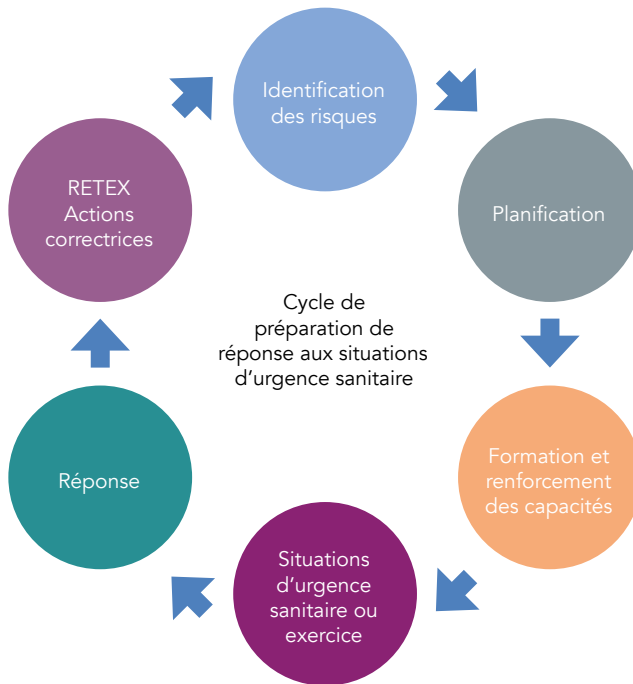 Identification
des risques
Planification
Formation et
renforcement
des capacités
Situations
d’urgence
sanitaire ou
exercice
Réponse
RETEX
Actions
correctrices
Cycle de
préparation de
réponse aux situations
d’urgence sanitaire